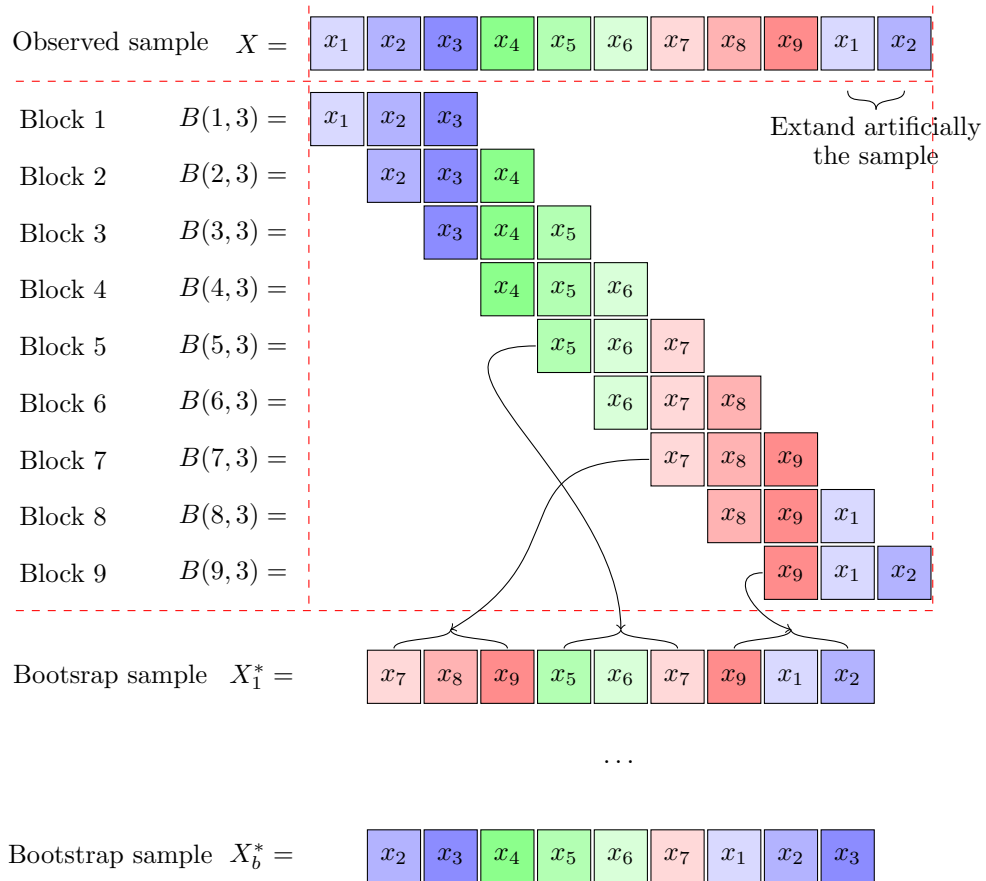 Observed sample X = x1 x2 x3 x4 x5 x6 x7 x8 x9 x1 x2
Extand artificially
the sample
Block 1 B(1, 3) = x1 x2 x3
Block 2 B(2, 3) = x2 x3 x4
Block 3 B(3, 3) = x3 x4 x5
Block 4 B(4, 3) = x4 x5 x6
Block 5 B(5, 3) = x5 x6 x7
Block 6 B(6, 3) = x6 x7 x8
Block 7 B(7, 3) = x7 x8 x9
Block 8 B(8, 3) = x8 x9 x1
Block 9 B(9, 3) = x9 x1 x2
Bootsrap sample X*1 = x7 x8 x9 x5 x6 x7 x9 x1 x2
...
Bootstrap sample X*b = x2 x3 x4 x5 x6 x7 x1 x2 x3